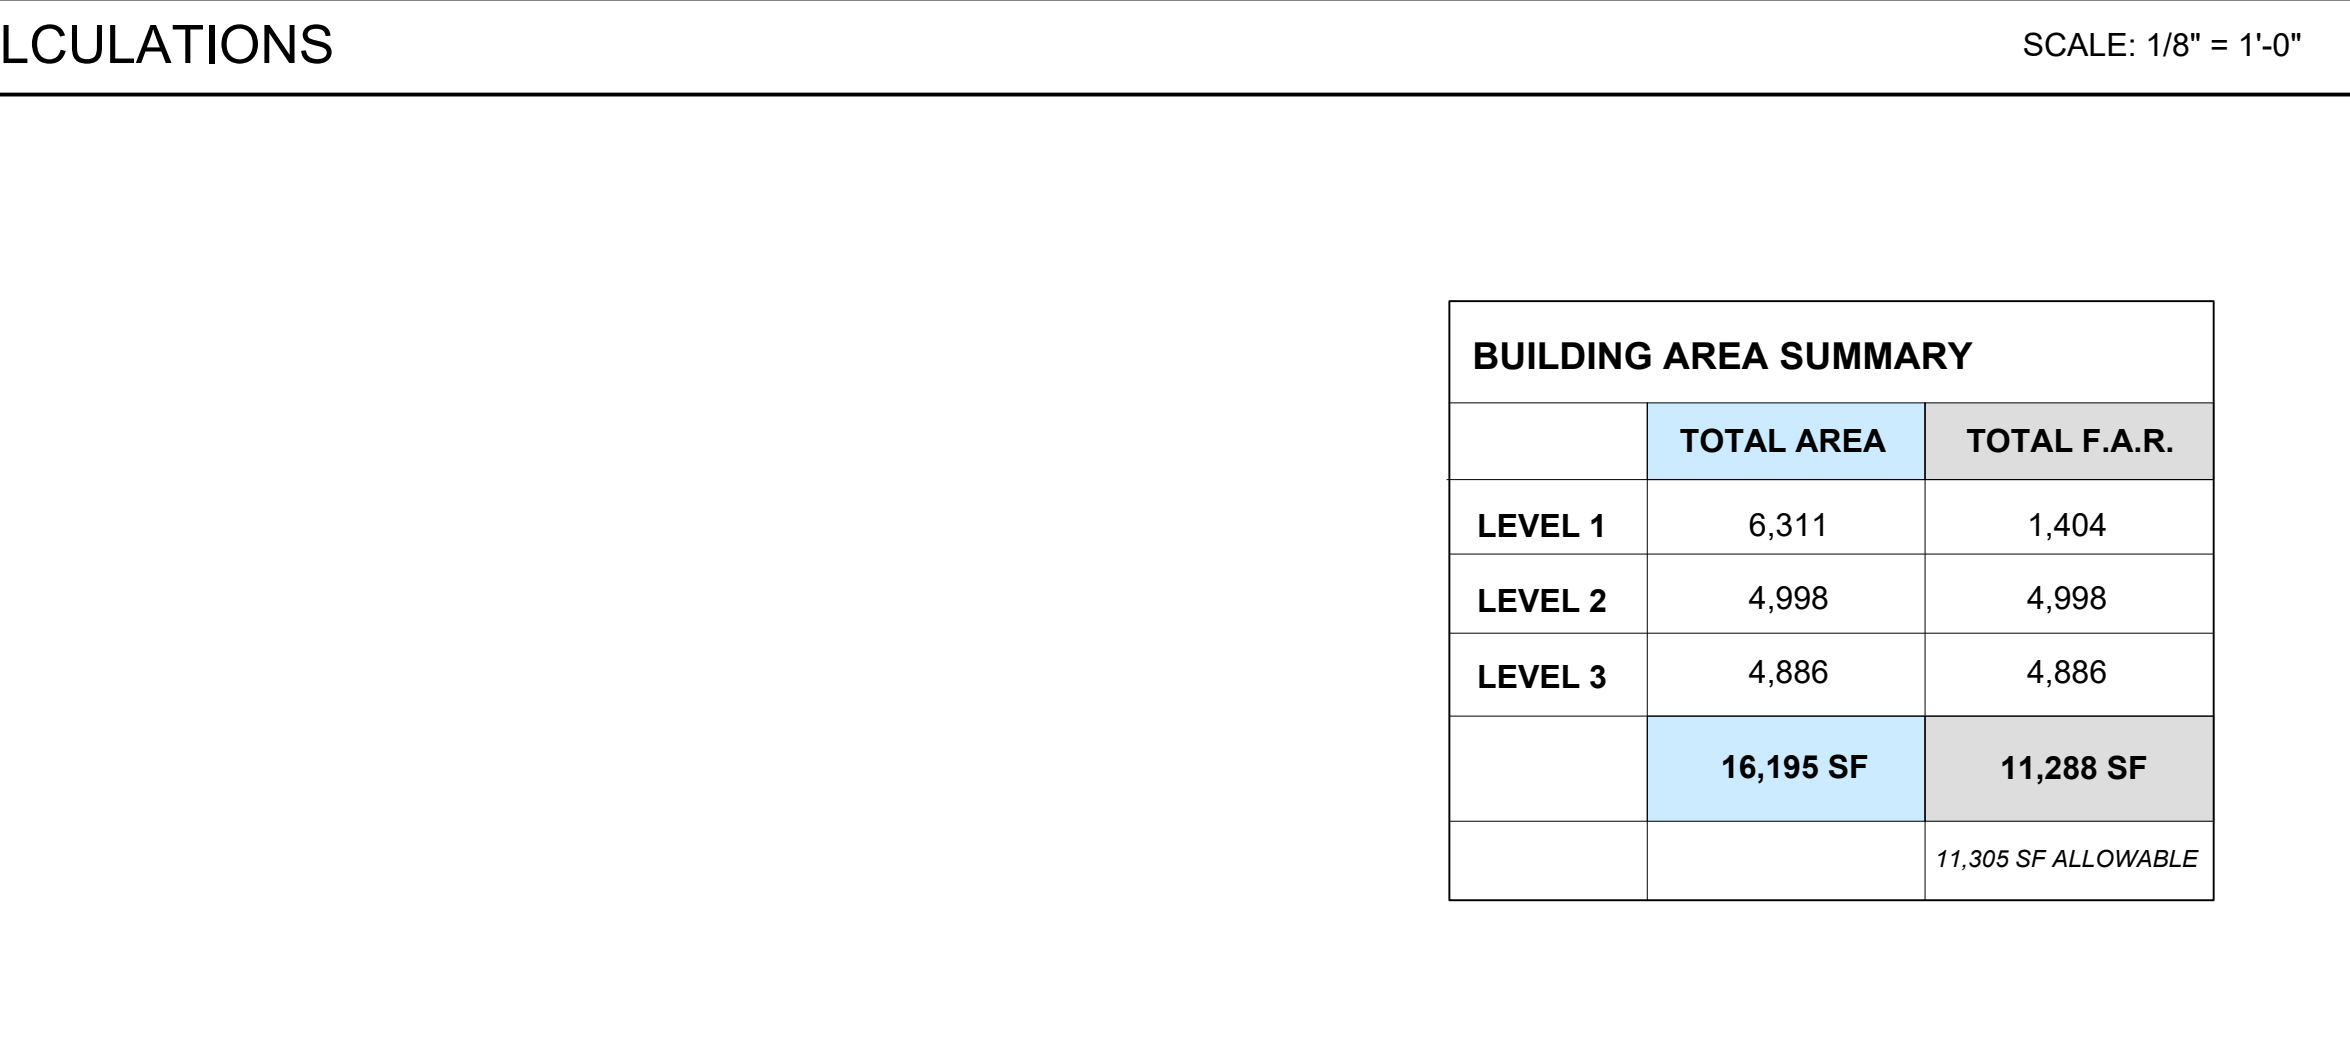 LCULATIONS
SCALE: 1/8" = 1'-0"
BUILDING AREA SUMMARY
TOTAL AREA TOTAL F.A.R.
LEVEL 1 6,311 1,404
LEVEL 2 4,998 4,998
LEVEL 3 4,886 4,886
16,195 SF 11,288 SF
11,305 SF ALLOWABLE